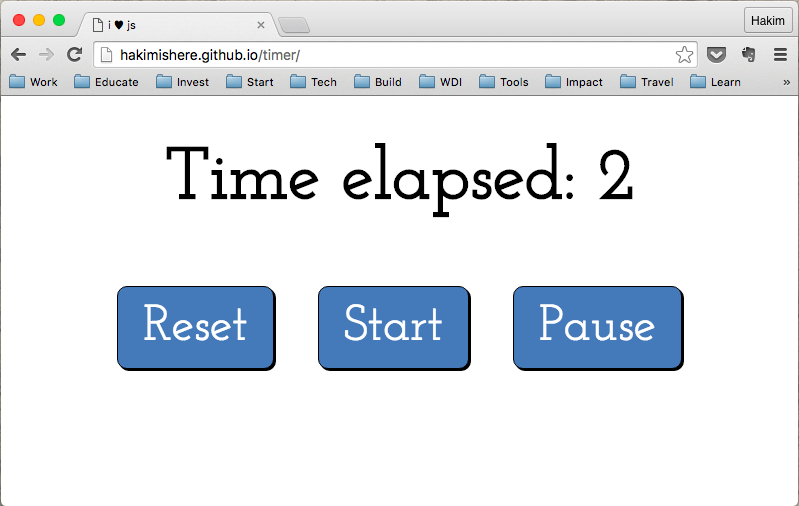 i ♥ js
Hakim
hakimishere.github.io/timer/
Work Educate Invest Start Tech Build WDI Tools Impact Travel Learn »
Time elapsed: 2
Reset Start Pause